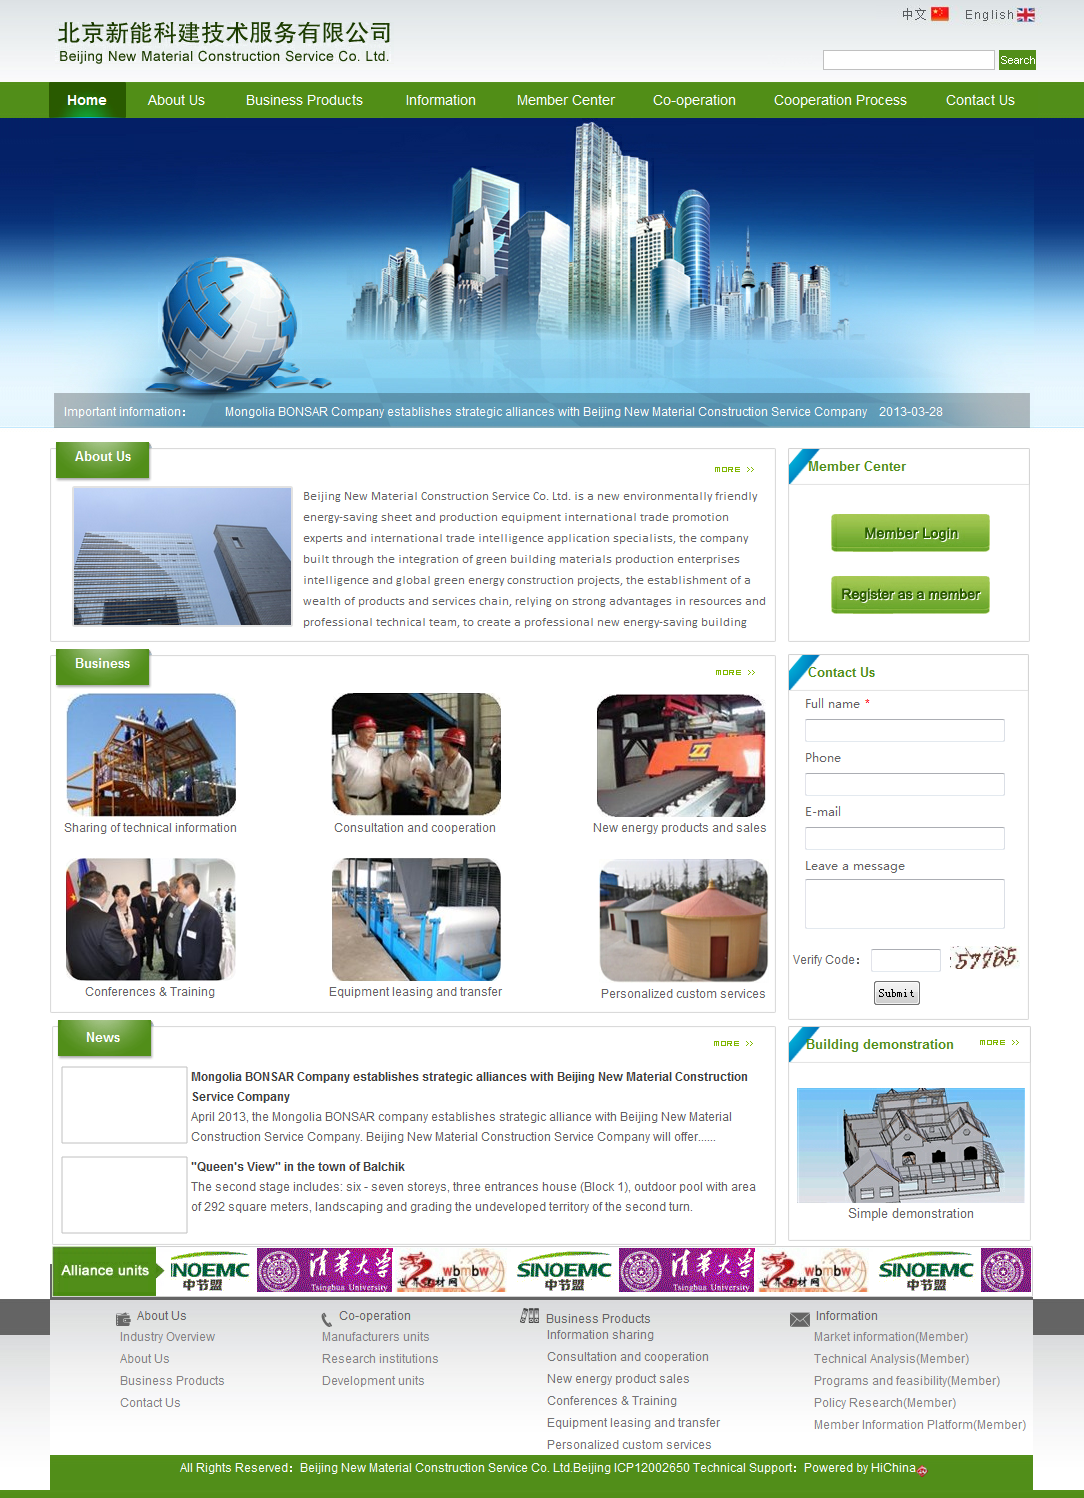 北京新能科建技术服务有限公司
Beijing New Material Construction Service Co. Ltd.
中文 English
Search
Home About Us Business Products Information Member Center Co-operation Cooperation Process Contact Us
Important information： Mongolia BONSAR Company establishes strategic alliances with Beijing New Material Construction Service Company 2013-03-28
About Us
MORE >>
Beijing New Material Construction Service Co. Ltd. is a new environmentally friendly
energy-saving sheet and production equipment international trade promotion
experts and international trade intelligence application specialists, the company
built through the integration of green building materials production enterprises
intelligence and global green energy construction projects, the establishment of a
wealth of products and services chain, relying on strong advantages in resources and
professional technical team, to create a professional new energy-saving building
Member Center
Member Login
Register as a member
Business
MORE >>
Sharing of technical information
Consultation and cooperation
New energy products and sales
Conferences & Training
Equipment leasing and transfer
Personalized custom services
Contact Us
Full name *
Phone
E-mail
Leave a message
Verify Code： 57765
Submit
News
MORE >>
Mongolia BONSAR Company establishes strategic alliances with Beijing New Material Construction
Service Company
April 2013, the Mongolia BONSAR company establishes strategic alliance with Beijing New Material
Construction Service Company. Beijing New Material Construction Service Company will offer......
"Queen's View" in the town of Balchik
The second stage includes: six - seven storeys, three entrances house (Block 1), outdoor pool with area
of 292 square meters, landscaping and grading the undeveloped territory of the second turn.
Building demonstration
MORE >>
Simple demonstration
Alliance units
INOEMC
中节盟
清华大学
Tsinghua University
wbmbw
世界建材网
SINOEMC
中节盟
清华大学
Tsinghua University
wbmbw
世界建材网
SINOEMC
中节盟
About Us
Industry Overview
About Us
Business Products
Contact Us
Co-operation
Manufacturers units
Research institutions
Development units
Business Products
Information sharing
Consultation and cooperation
New energy product sales
Conferences & Training
Equipment leasing and transfer
Personalized custom services
Information
Market information(Member)
Technical Analysis(Member)
Programs and feasibility(Member)
Policy Research(Member)
Member Information Platform(Member)
All Rights Reserved：Beijing New Material Construction Service Co. Ltd.Beijing ICP12002650 Technical Support：Powered by HiChina